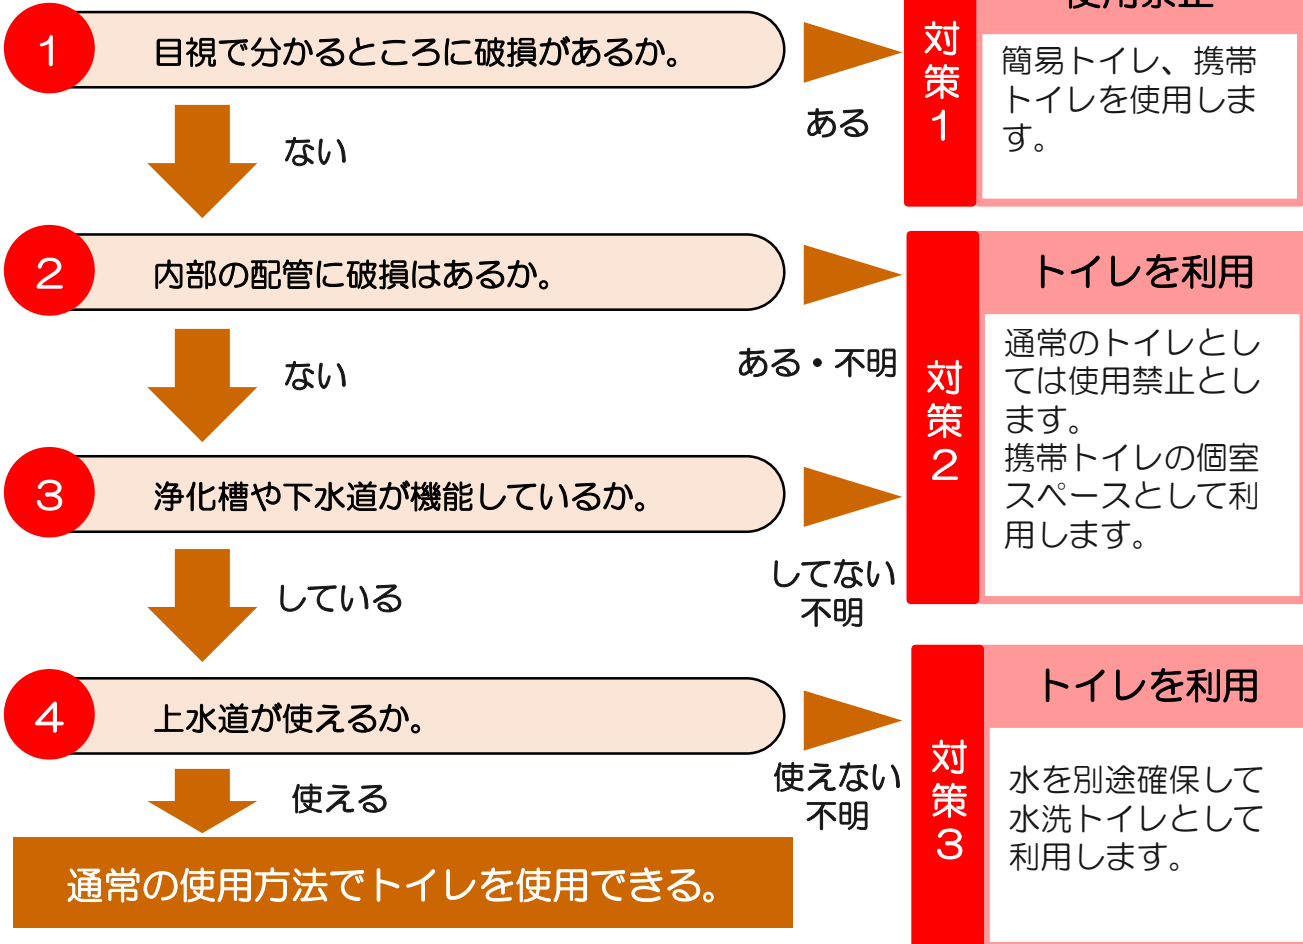 1
目視で分かるところに破損があるか。
ある
ない
対策1
簡易トイレ、携帯
トイレを使用しま
す。
2
内部の配管に破損はあるか。
ある・不明
ない
対策2
トイレを利用
通常のトイレとし
ては使用禁止とし
ます。
携帯トイレの個室
スペースとして利
用します。
3
浄化槽や下水道が機能しているか。
してない
不明
している
4
上水道が使えるか。
使えない
不明
使える
対策3
トイレを利用
水を別途確保して
水洗トイレとして
利用します。
通常の使用方法でトイレを使用できる。